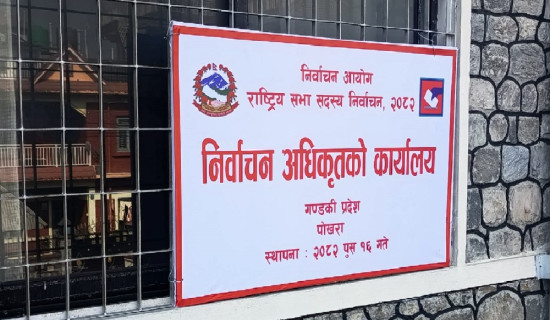 निर्वाचन आयोग
राष्ट्रिय सभा सदस्य निर्वाचन, २०८२
निर्वाचन अधिकृतको कार्यालय
गण्डकी प्रदेश
पोखरा
स्थापना : २०८२ पुस १६ गते